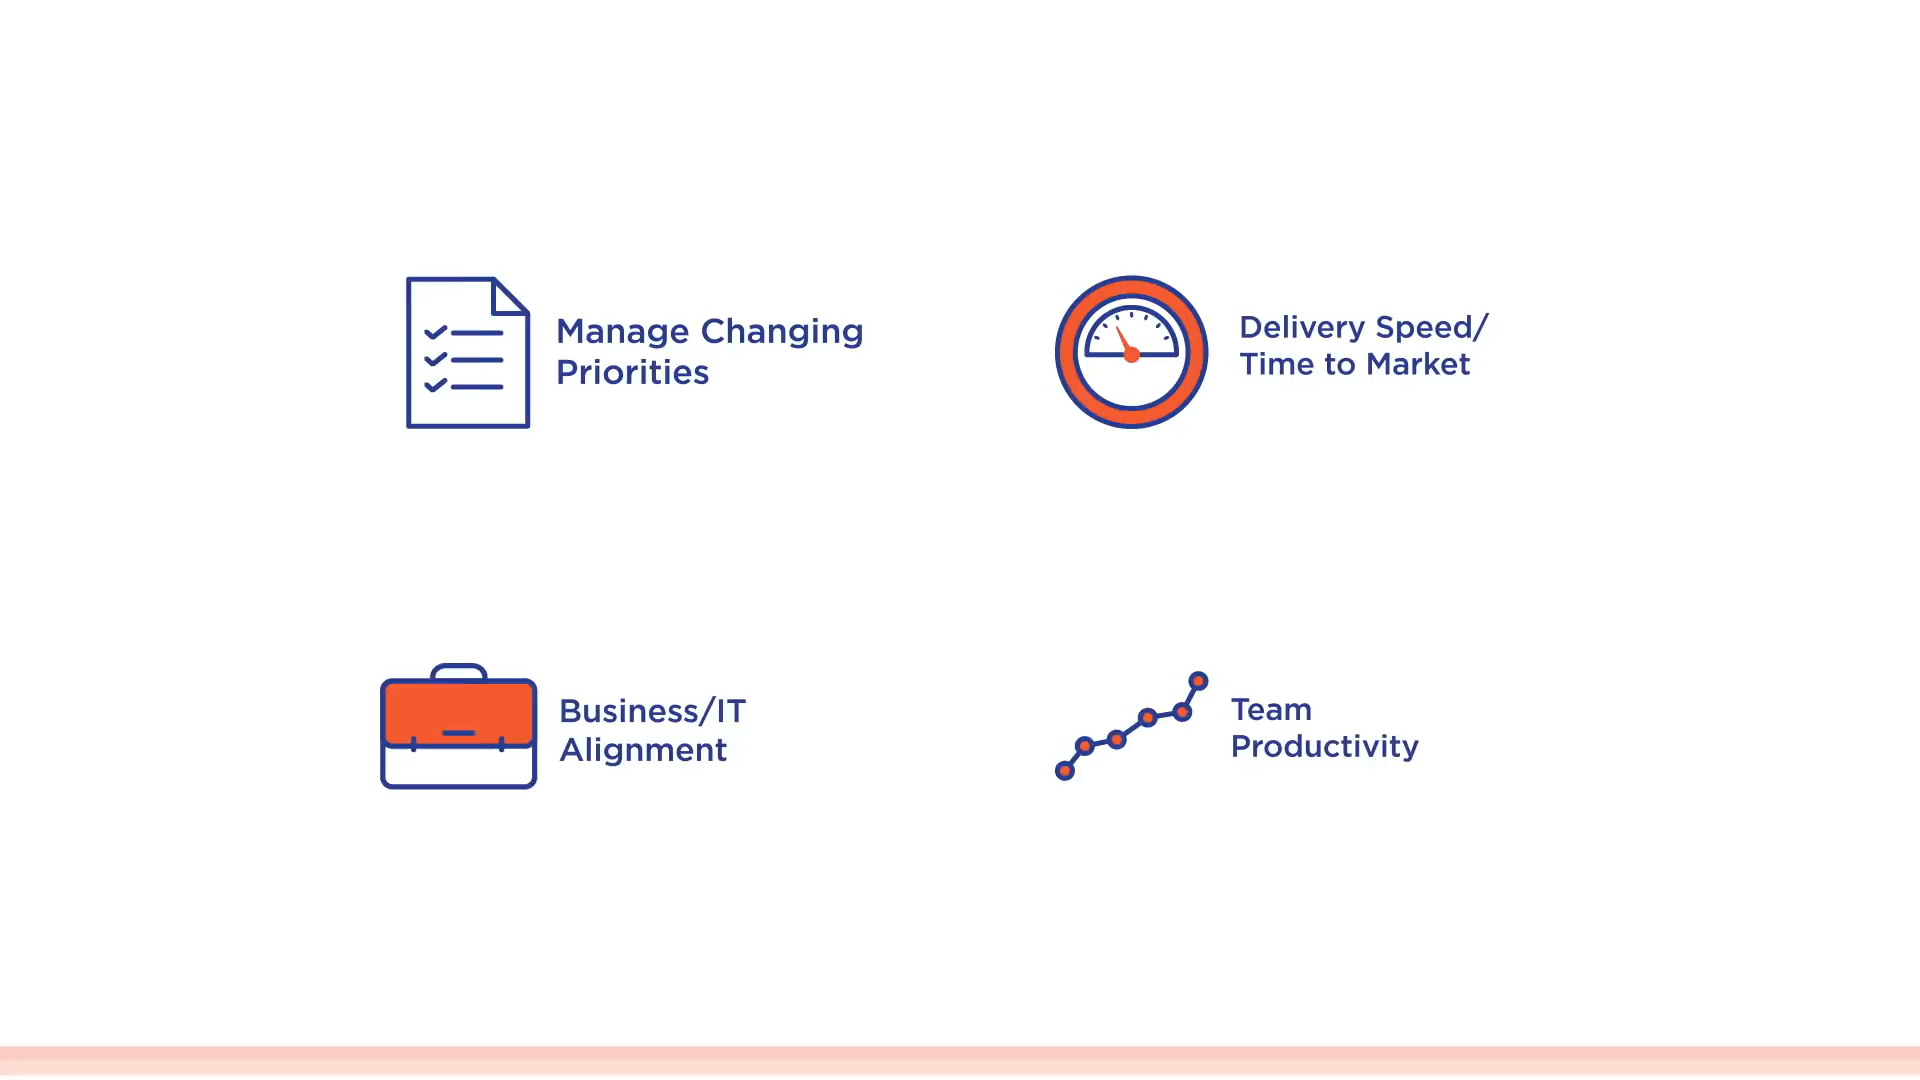 Manage Changing
Priorities
Delivery Speed/
Time to Market
Business/IT
Alignment
Team
Productivity